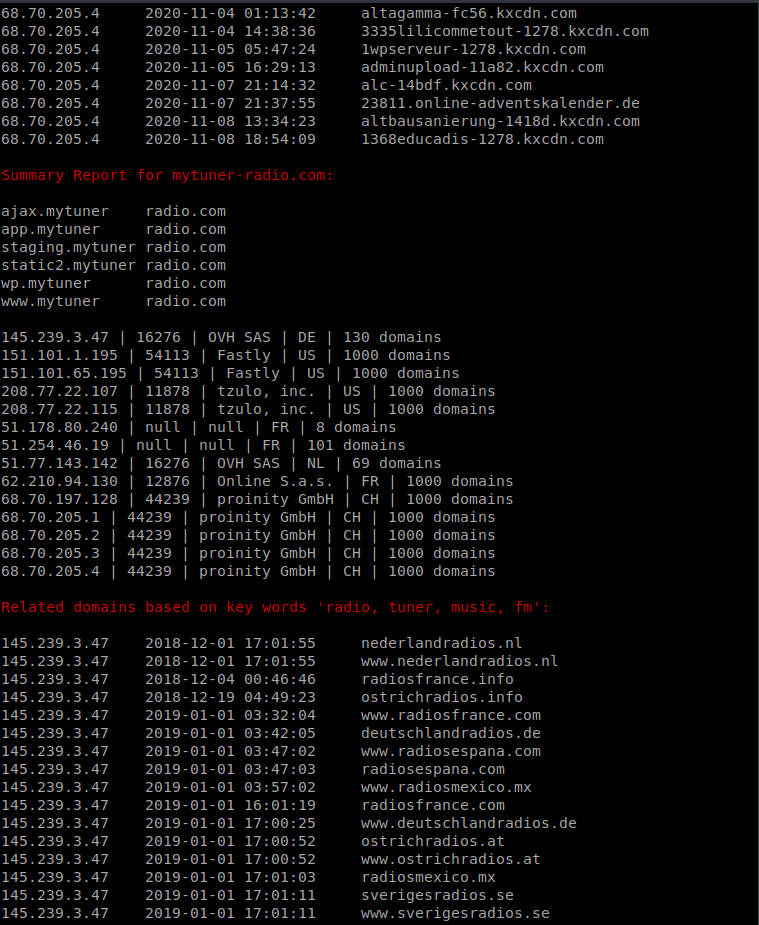 68.70.205.4    2020-11-04 01:13:42     altagamma-fc56.kxcdn.com
68.70.205.4    2020-11-04 14:38:36     3335lilicommetout-1278.kxcdn.com
68.70.205.4    2020-11-05 05:47:24     1wpserveur-1278.kxcdn.com
68.70.205.4    2020-11-05 16:29:13     adminupload-11a82.kxcdn.com
68.70.205.4    2020-11-07 21:14:32     alc-14bdf.kxcdn.com
68.70.205.4    2020-11-07 21:37:55     23811.online-adventskalender.de
68.70.205.4    2020-11-08 13:34:23     altbausanierung-1418d.kxcdn.com
68.70.205.4    2020-11-08 18:54:09     1368educadis-1278.kxcdn.com
Summary Report for mytuner-radio.com:
ajax.mytuner    radio.com
app.mytuner     radio.com
staging.mytuner radio.com
static2.mytuner radio.com
wp.mytuner      radio.com
www.mytuner     radio.com
145.239.3.47 | 16276 | OVH SAS | DE | 130 domains
151.101.1.195 | 54113 | Fastly | US | 1000 domains
151.101.65.195 | 54113 | Fastly | US | 1000 domains
208.77.22.107 | 11878 | tzulo, inc. | US | 1000 domains
208.77.22.115 | 11878 | tzulo, inc. | US | 1000 domains
51.178.80.240 | null | null | FR | 8 domains
51.254.46.19 | null | null | FR | 101 domains
51.77.143.142 | 16276 | OVH SAS | NL | 69 domains
62.210.94.130 | 12876 | Online S.a.s. | FR | 1000 domains
68.70.197.128 | 44239 | proinity GmbH | CH | 1000 domains
68.70.205.1 | 44239 | proinity GmbH | CH | 1000 domains
68.70.205.2 | 44239 | proinity GmbH | CH | 1000 domains
68.70.205.3 | 44239 | proinity GmbH | CH | 1000 domains
68.70.205.4 | 44239 | proinity GmbH | CH | 1000 domains
Related domains based on key words 'radio, tuner, music, fm':
145.239.3.47    2018-12-01 17:01:55     nederlandradios.nl
145.239.3.47    2018-12-01 17:01:55     www.nederlandradios.nl
145.239.3.47    2018-12-04 00:46:46     radiosfrance.info
145.239.3.47    2018-12-19 04:49:23     ostrichradios.info
145.239.3.47    2019-01-01 03:32:04     www.radiosfrance.com
145.239.3.47    2019-01-01 03:42:05     deutschlandradios.de
145.239.3.47    2019-01-01 03:47:02     www.radiosespana.com
145.239.3.47    2019-01-01 03:47:03     radiosespana.com
145.239.3.47    2019-01-01 03:57:02     www.radiosmexico.mx
145.239.3.47    2019-01-01 16:01:19     radiosfrance.com
145.239.3.47    2019-01-01 17:00:25     www.deutschlandradios.de
145.239.3.47    2019-01-01 17:00:52     ostrichradios.at
145.239.3.47    2019-01-01 17:00:52     www.ostrichradios.at
145.239.3.47    2019-01-01 17:01:03     radiosmexico.mx
145.239.3.47    2019-01-01 17:01:11     sverigesradios.se
145.239.3.47    2019-01-01 17:01:11     www.sverigesradios.se